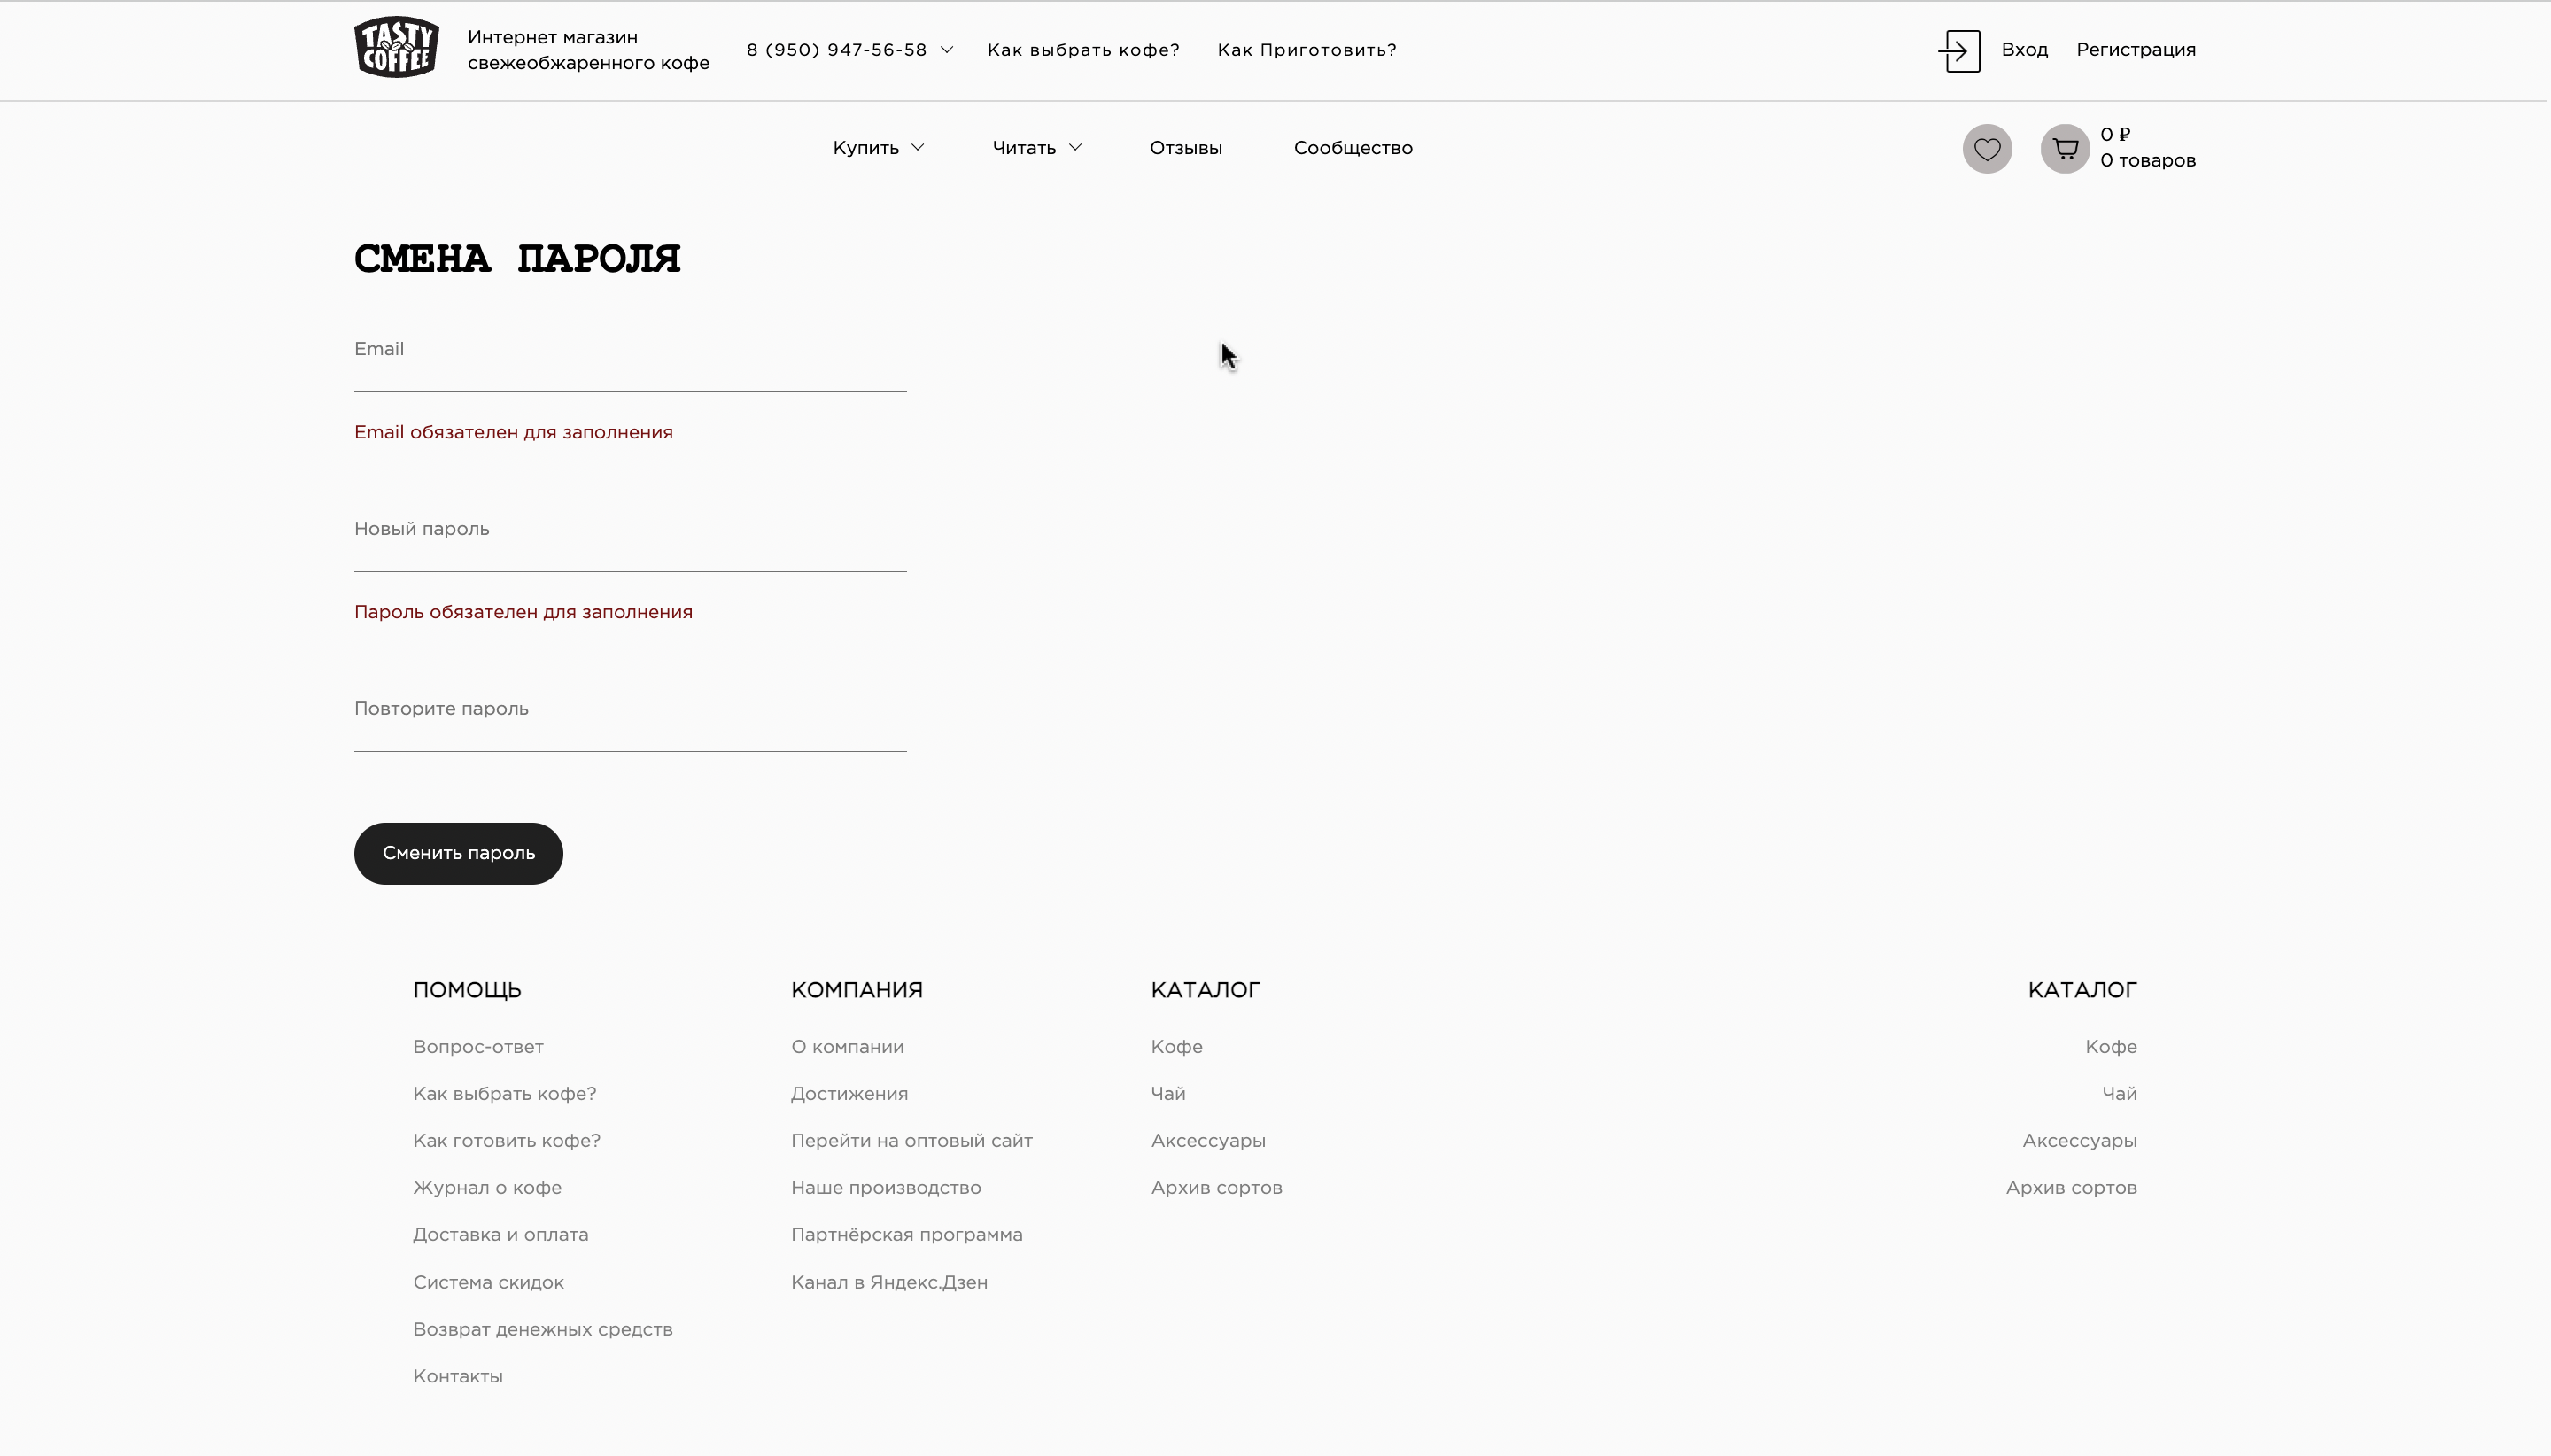 TASTY
COFFEE
Интернет магазин
свежеобжаренного кофе
8 (950) 947-56-58
Как выбрать кофе?
Как Приготовить?
Вход
Регистрация
Купить
Читать
Отзывы
Сообщество
0 ₽
0 товаров
СМЕНА ПАРОЛЯ
Email
Email обязателен для заполнения
Новый пароль
Пароль обязателен для заполнения
Повторите пароль
Сменить пароль
ПОМОЩЬ
Вопрос-ответ
Как выбрать кофе?
Как готовить кофе?
Журнал о кофе
Доставка и оплата
Система скидок
Возврат денежных средств
Контакты
КОМПАНИЯ
О компании
Достижения
Перейти на оптовый сайт
Наше производство
Партнёрская программа
Канал в Яндекс.Дзен
КАТАЛОГ
Кофе
Чай
Аксессуары
Архив сортов
КАТАЛОГ
Кофе
Чай
Аксессуары
Архив сортов